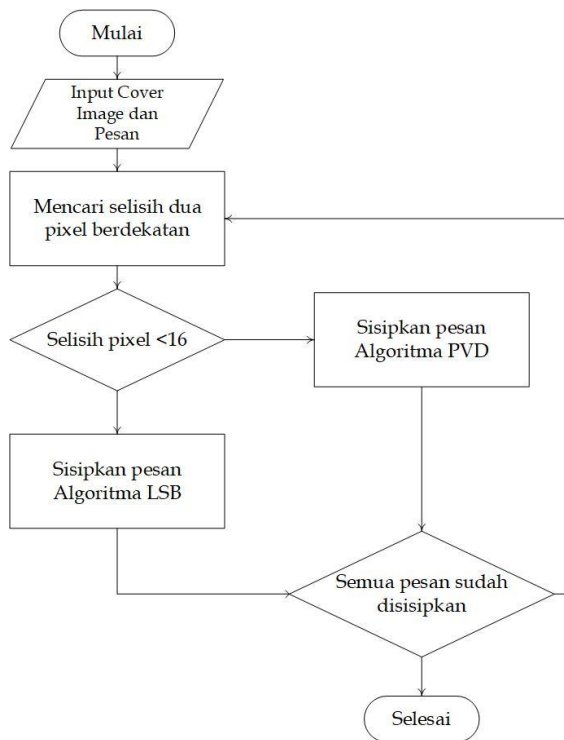 Mulai
Input Cover
Image dan
Pesan
Mencari selisih dua
pixel berdekatan
Selisih pixel <16
Sisipkan pesan
Algoritma PVD
Sisipkan pesan
Algoritma LSB
Semua pesan sudah
disisipkan
Selesai